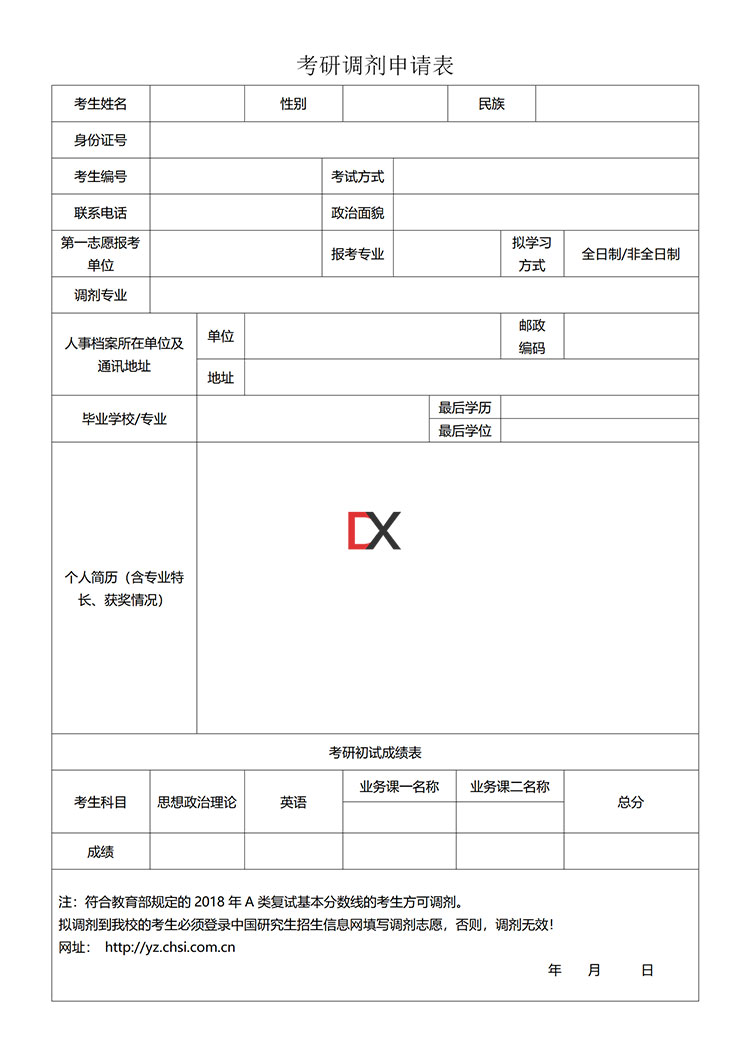 考研调剂申请表
考生姓名 性别 民族
身份证号
考生编号 考试方式
联系电话 政治面貌
第一志愿报考
单位
报考专业
拟学习
方式
全日制/非全日制
调剂专业
人事档案所在单位及
通讯地址
单位
邮政
编码
地址
毕业学校/专业
最后学历
最后学位
DX
个人简历（含专业特
长、获奖情况）
考研初试成绩表
考生科目 思想政治理论 英语 业务课一名称 业务课二名称 总分
成绩
注：符合教育部规定的 2018 年 A 类复试基本分数线的考生方可调剂。
拟调剂到我校的考生必须登录中国研究生招生信息网填写调剂志愿，否则，调剂无效！
网址： http://yz.chsi.com.cn
年 月 日